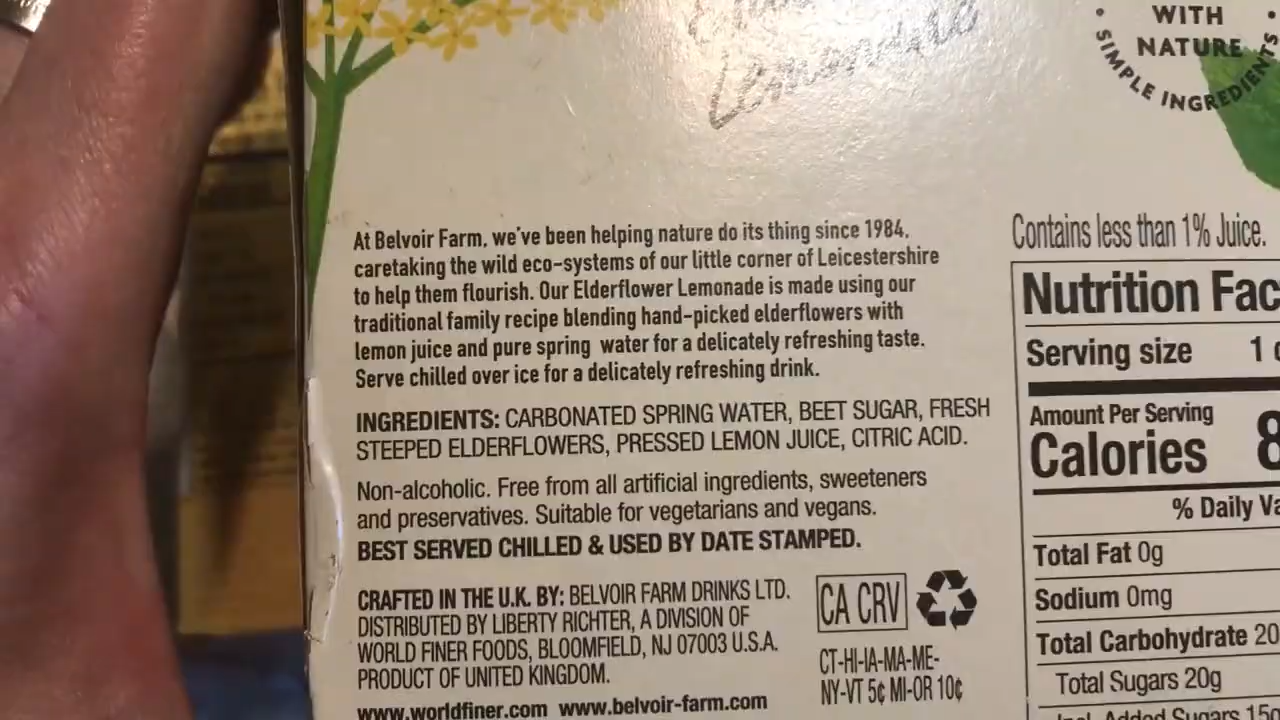 Lemonade
WITH
NATURE
SIMPLE INGREDIENTS
At Belvoir Farm, we've been helping nature do its thing since 1984,
caretaking the wild eco-systems of our little corner of Leicestershire
to help them flourish. Our Elderflower Lemonade is made using our
traditional family recipe blending hand-picked elderflowers with
lemon juice and pure spring water for a delicately refreshing taste.
Serve chilled over ice for a delicately refreshing drink.
INGREDIENTS: CARBONATED SPRING WATER, BEET SUGAR, FRESH
STEEPED ELDERFLOWERS, PRESSED LEMON JUICE, CITRIC ACID.
Non-alcoholic. Free from all artificial ingredients, sweeteners
and preservatives. Suitable for vegetarians and vegans.
BEST SERVED CHILLED & USED BY DATE STAMPED.
CRAFTED IN THE U.K. BY: BELVOIR FARM DRINKS LTD.
DISTRIBUTED BY LIBERTY RICHTER, A DIVISION OF
WORLD FINER FOODS, BLOOMFIELD, NJ 07003 U.S.A.
PRODUCT OF UNITED KINGDOM.
www.worldfiner.com www.belvoir-farm.com
CA CRV
CT-HI-IA-MA-ME-
NY-VT 5¢ MI-OR 10¢
Contains less than 1% Juice.
Nutrition Fac
Serving size 1
Amount Per Serving
Calories 8
% Daily Va
Total Fat 0g
Sodium 0mg
Total Carbohydrate 20
Total Sugars 20g
Incl. Added Sugars 15g